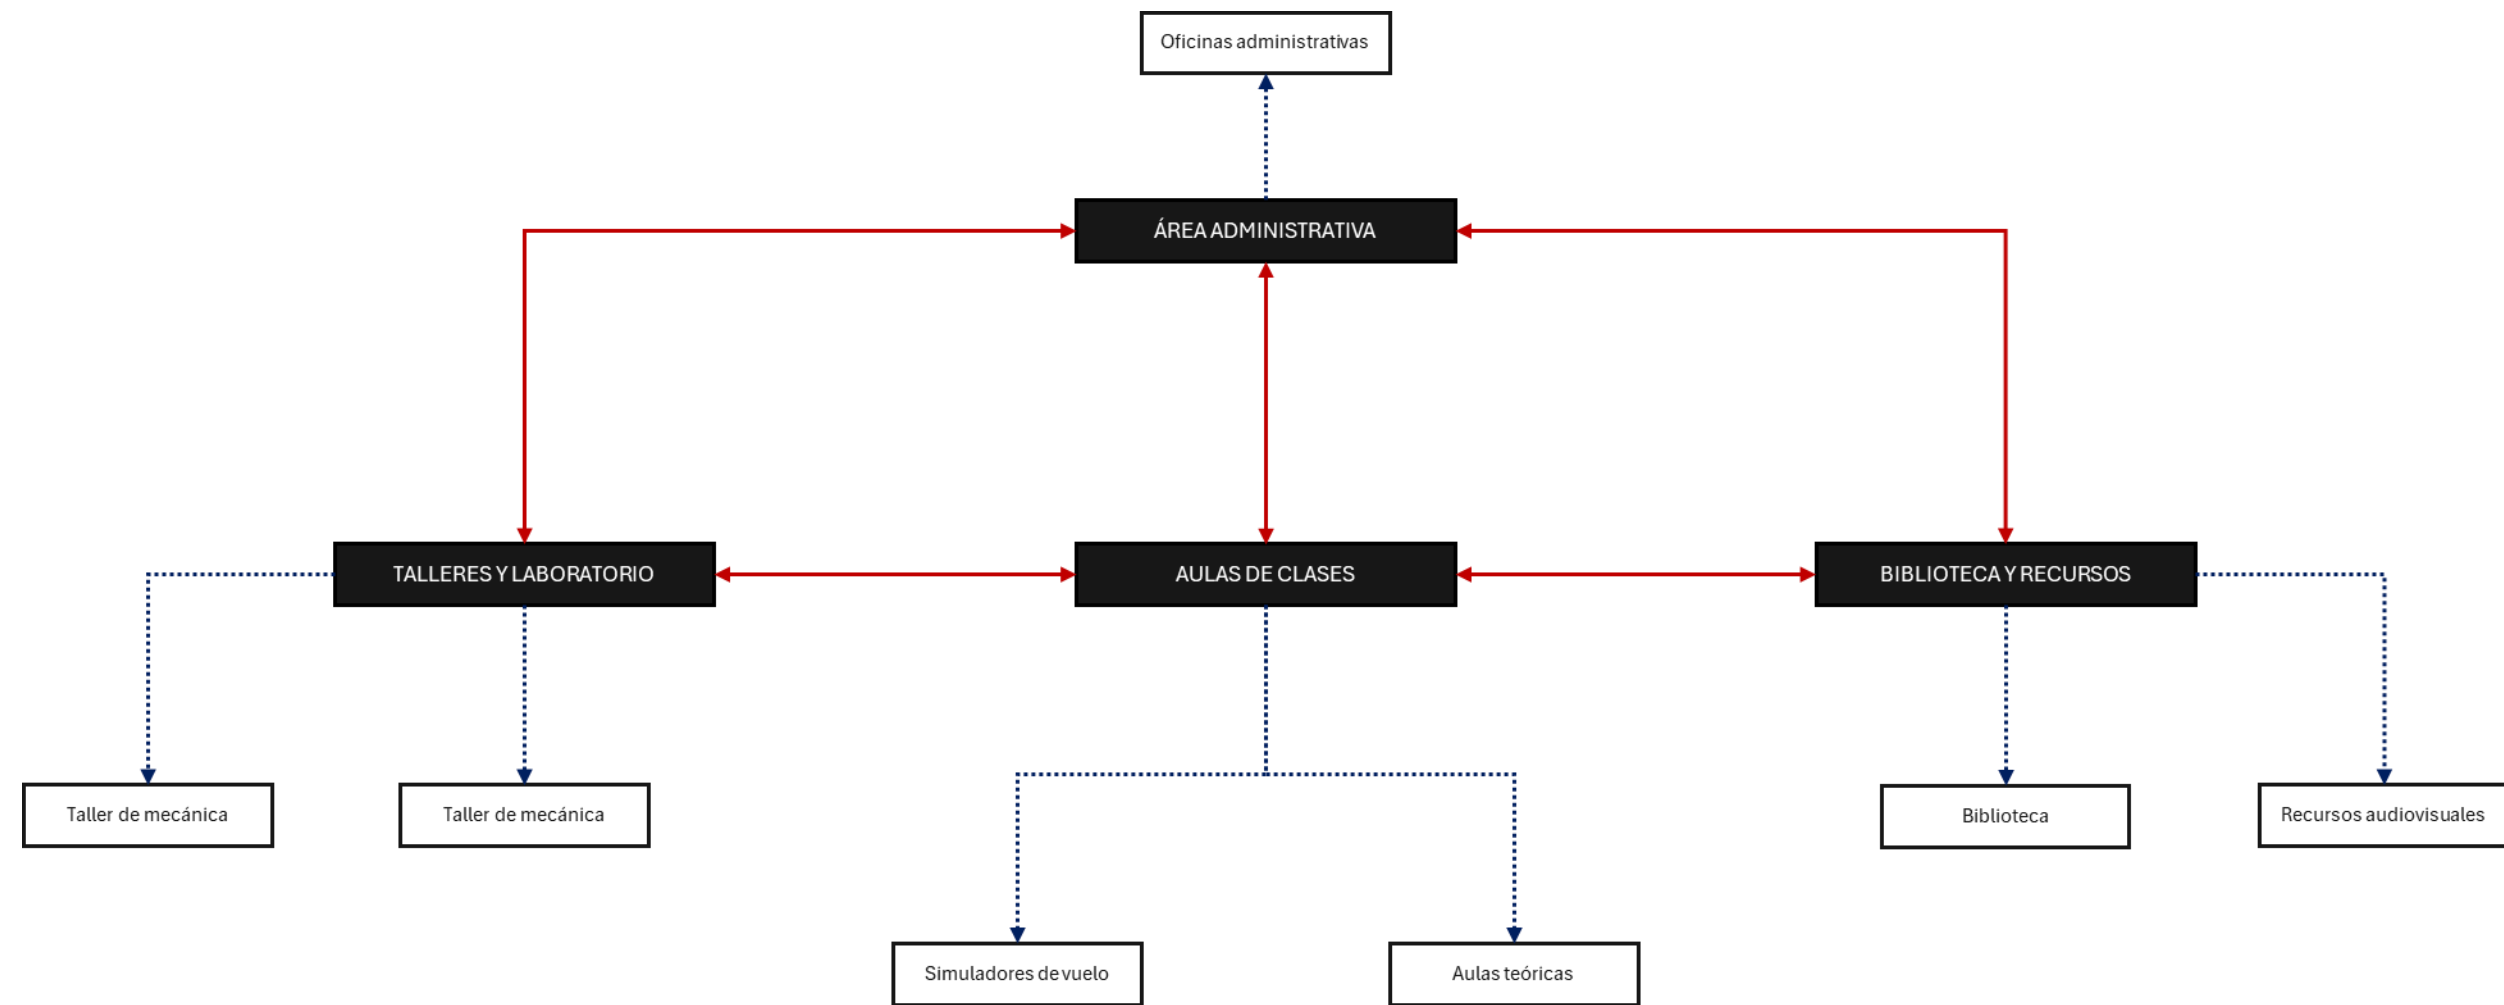 Oficinas administrativas
ÁREA ADMINISTRATIVA
TALLERES Y LABORATORIO
AULAS DE CLASES
BIBLIOTECA Y RECURSOS
Taller de mecánica
Taller de mecánica
Biblioteca
Recursos audiovisuales
Simuladores de vuelo
Aulas teóricas